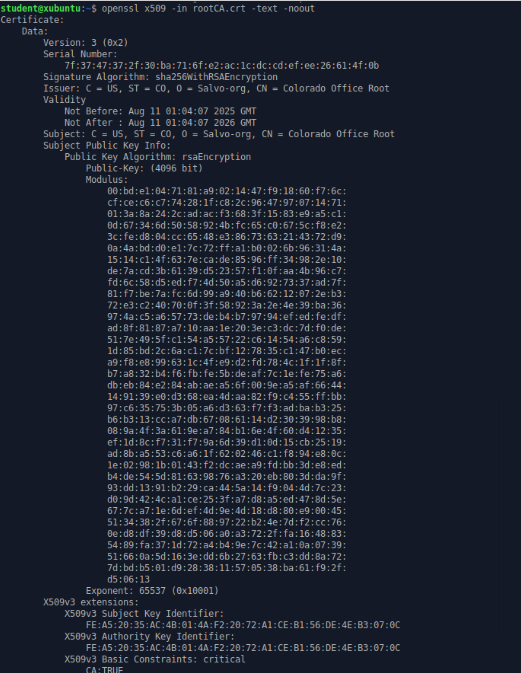 student@xubuntu:~$ openssl x509 -in rootCA.crt -text -noout
Certificate:
    Data:
        Version: 3 (0x2)
        Serial Number:
            7f:37:47:37:2f:30:ba:71:6f:e2:ac:1c:dc:cd:ef:ee:26:61:4f:0b
        Signature Algorithm: sha256WithRSAEncryption
        Issuer: C = US, ST = CO, O = Salvo-org, CN = Colorado Office Root
        Validity
            Not Before: Aug 11 01:04:07 2025 GMT
            Not After : Aug 11 01:04:07 2026 GMT
        Subject: C = US, ST = CO, O = Salvo-org, CN = Colorado Office Root
        Subject Public Key Info:
            Public Key Algorithm: rsaEncryption
                Public-Key: (4096 bit)
                Modulus:
                    00:bd:e1:04:71:81:a9:02:14:47:f9:18:60:f7:6c:
                    cf:ce:c6:c7:74:28:1f:c8:2c:96:47:97:07:14:71:
                    01:3a:8a:24:2c:ad:ac:f3:68:3f:15:83:e9:a5:c1:
                    0d:67:34:6d:50:58:92:4b:fc:65:c0:67:5c:f8:e2:
                    3c:fe:d8:04:cc:65:48:e3:86:73:63:21:43:72:d9:
                    0a:4a:bd:d0:e1:7c:72:ff:a1:b0:02:6b:96:31:4a:
                    15:14:c1:4f:63:7e:ca:de:85:96:ff:34:98:2e:10:
                    de:7a:cd:3b:61:39:d5:23:57:f1:0f:aa:4b:96:c7:
                    fd:6c:58:d5:ed:f7:4d:50:a5:d6:92:73:37:ad:7f:
                    81:f7:be:7a:fc:6d:99:a9:40:b6:62:12:07:2e:b3:
                    72:e3:c2:40:70:0f:3f:58:92:3a:2e:4e:39:ba:36:
                    97:4a:c5:a6:57:73:de:b4:b7:97:94:ef:ed:fe:df:
                    ad:8f:81:87:a7:10:aa:1e:20:3e:c3:dc:7d:f0:de:
                    51:7e:49:5f:c1:54:a5:57:22:c6:14:54:a6:c8:59:
                    1d:85:bd:2c:6a:c1:7c:bf:12:78:35:c1:47:b0:ec:
                    a9:f8:e8:99:63:1c:4f:e9:d2:fd:78:4c:1f:1f:8f:
                    b7:a8:32:b4:f6:fb:fe:5b:de:af:7c:1e:fe:75:a6:
                    db:eb:84:e2:84:ab:ae:a5:6f:00:9e:a5:af:66:44:
                    14:91:39:e0:d3:68:ea:4d:aa:82:f9:c4:55:ff:bb:
                    97:c6:35:75:3b:05:a6:d3:63:f7:f3:ad:ba:b3:25:
                    b6:b3:13:cc:a7:db:67:08:61:14:d2:30:39:98:b8:
                    08:9a:4f:3a:61:9e:a7:84:b1:6e:4f:60:d4:12:35:
                    ef:1d:8c:f7:31:f7:9a:6d:39:d1:0d:15:cb:25:19:
                    ad:8b:a5:53:c6:a6:1f:62:02:46:c1:f8:94:e8:0c:
                    1e:02:98:1b:01:43:f2:dc:ae:a9:fd:bb:3d:e8:ed:
                    b4:de:54:5d:81:63:98:76:a3:20:eb:80:3d:da:9f:
                    93:dd:13:91:b2:29:ca:44:5a:14:f9:04:4d:7c:23:
                    d0:9d:42:4c:a1:ce:25:3f:a7:d8:a5:ed:47:8d:5e:
                    67:7c:a7:1e:6d:ef:4d:9e:4d:18:d8:80:e9:00:45:
                    51:34:38:2f:67:6f:88:97:22:b2:4e:7d:f2:cc:76:
                    0e:d8:df:39:d8:d5:06:a0:a3:72:2f:fa:16:48:83:
                    54:89:fa:37:1d:72:a4:b4:9e:7c:42:a1:0a:07:39:
                    51:66:0a:5d:16:3e:dd:6b:27:63:fb:c3:dd:8a:72:
                    7d:bd:b5:01:d9:28:38:11:57:05:38:ba:61:f9:2f:
                    d5:06:13
                Exponent: 65537 (0x10001)
        X509v3 extensions:
            X509v3 Subject Key Identifier:
                FE:A5:20:35:AC:4B:01:4A:F2:20:72:A1:CE:B1:56:DE:4E:B3:07:0C
            X509v3 Authority Key Identifier:
                FE:A5:20:35:AC:4B:01:4A:F2:20:72:A1:CE:B1:56:DE:4E:B3:07:0C
            X509v3 Basic Constraints: critical
                CA:TRUE